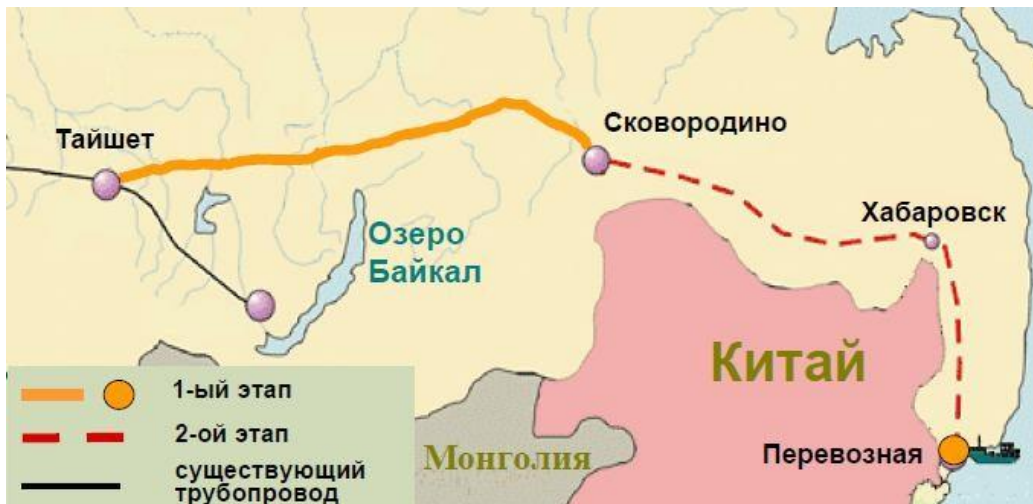 Тайшет
Сковородино
Хабаровск
Озеро
Байкал
Китай
1-ый этап
2-ой этап
существующий
трубопровод
Монголия
Перевозная